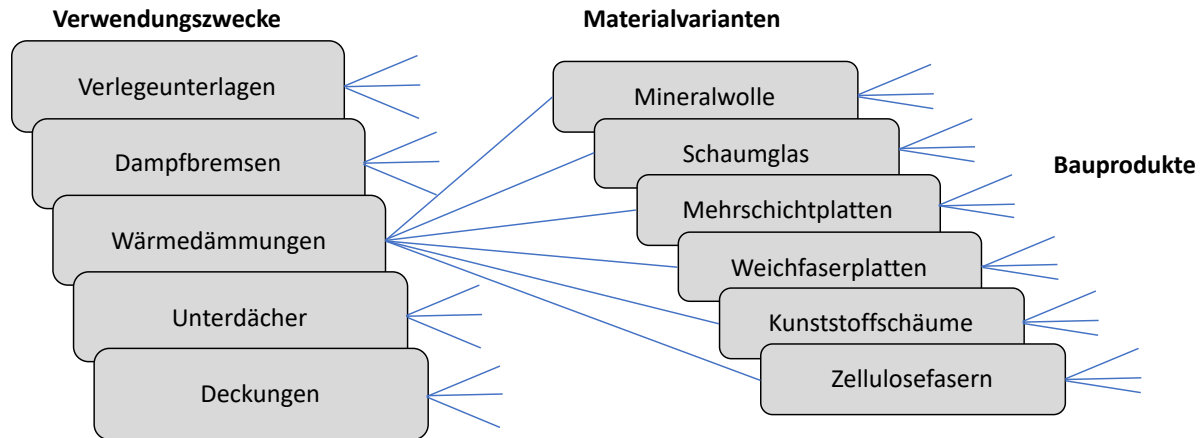 Verwendungszwecke
Verlegeunterlagen
Dampfbremsen
Wärmedämmungen
Unterdächer
Deckungen
Materialvarianten
Mineralwolle
Schaumglas
Mehrschichtplatten
Weichfaserplatten
Kunststoffschäume
Zellulosefasern
Bauprodukte